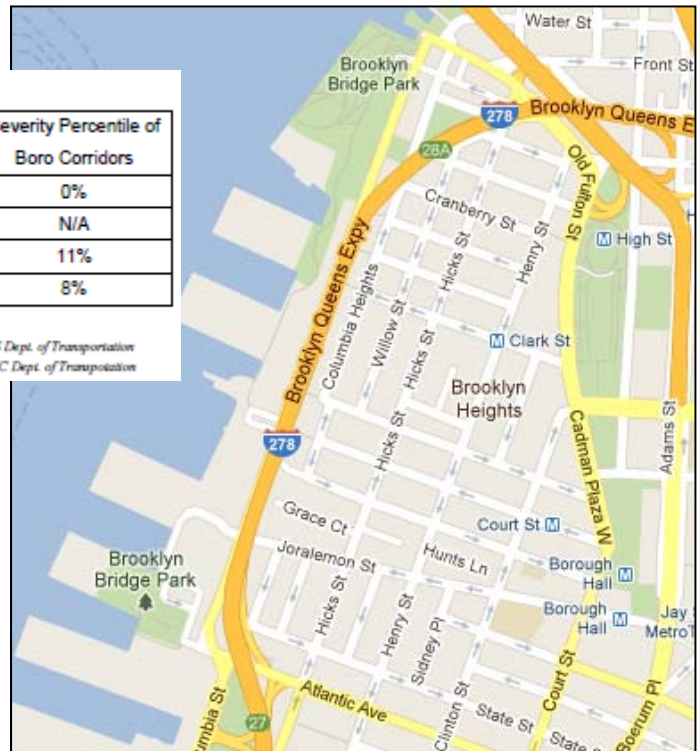 everity Percentile of
Boro Corridors
0%
N/A
11%
8%
Dept. of Transportation
C Dept. of Transpotation
Water St
Brooklyn
Bridge Park
Front St
278
Brooklyn Queens E
28A
Old Fulton St
Cranberry St
High St
Brooklyn Queens Expy
Columbia Heights
Willow St
Hicks St
Henry St
Clark St
Hicks St
Brooklyn
Heights
278
Hicks St
Cadman Plaza W
Adams St
Grace Ct
Court St
Joralemon St
Hunts Ln
Brooklyn
Bridge Park
Borough
Hall
Hicks St
Henry St
Sidney Pl
Borough
Hall
Jay
MetroT
Atlantic Ave
Court St
umbia St
27
Clinton St
State St
State S
Boerum Pl